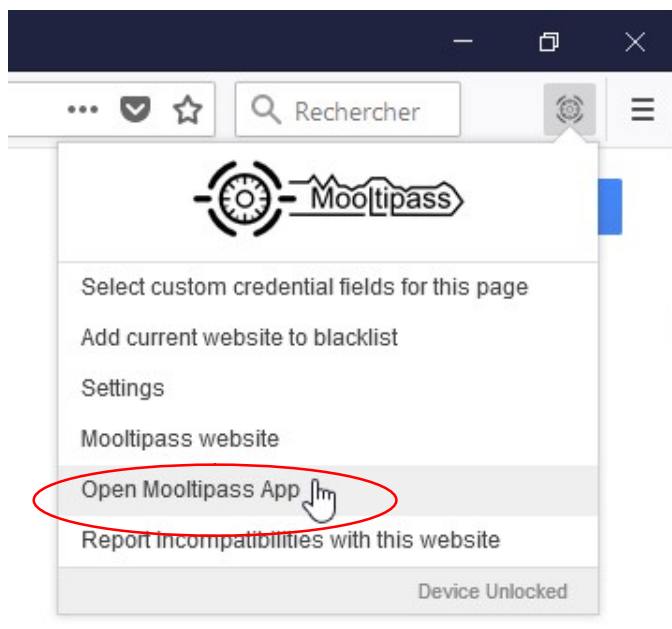 Rechercher
Mooltipass
Select custom credential fields for this page
Add current website to blacklist
Settings
Mooltipass website
Open Mooltipass App
Report incompatibilities with this website
Device Unlocked